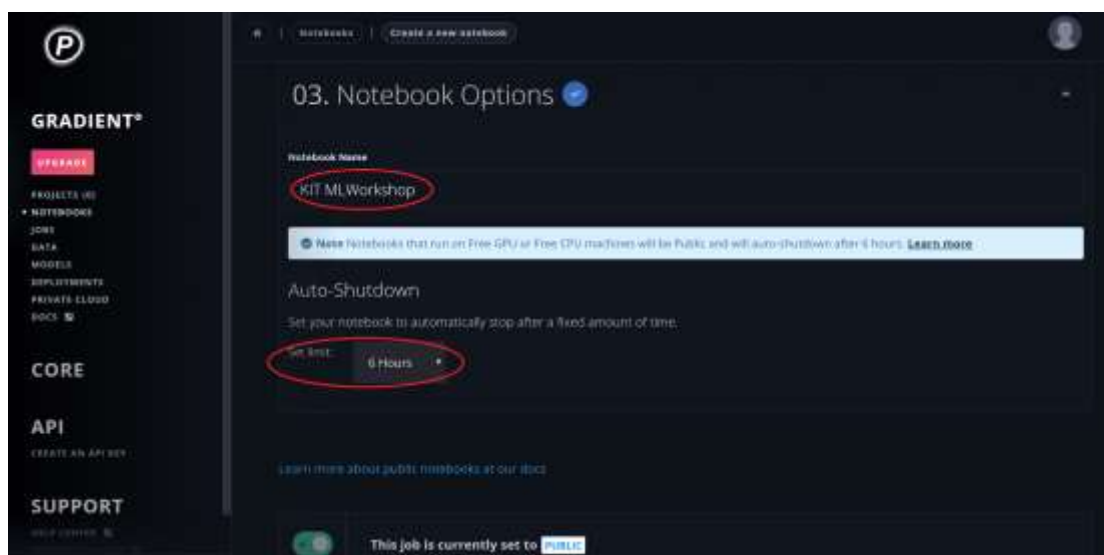 P
Notebooks | Create a new notebook
GRADIENT°
UPGRADE
PROJECTS (6)
NOTEBOOKS
JOBS
DATA
MODELS
DEPLOYMENTS
PRIVATE CLOUD
DOCS
CORE
API
CREATE AN API KEY
SUPPORT
HELP CENTER
03. Notebook Options
Notebook Name
KIT MLWorkshop
Note Notebooks that run on Free GPU or Free CPU machines will be Public and will auto-shutdown after 6 hours. Learn more
Auto-Shutdown
Set your notebook to automatically stop after a fixed amount of time.
Set limit:
6 Hours
Learn more about public notebooks at our docs
This job is currently set to PUBLIC